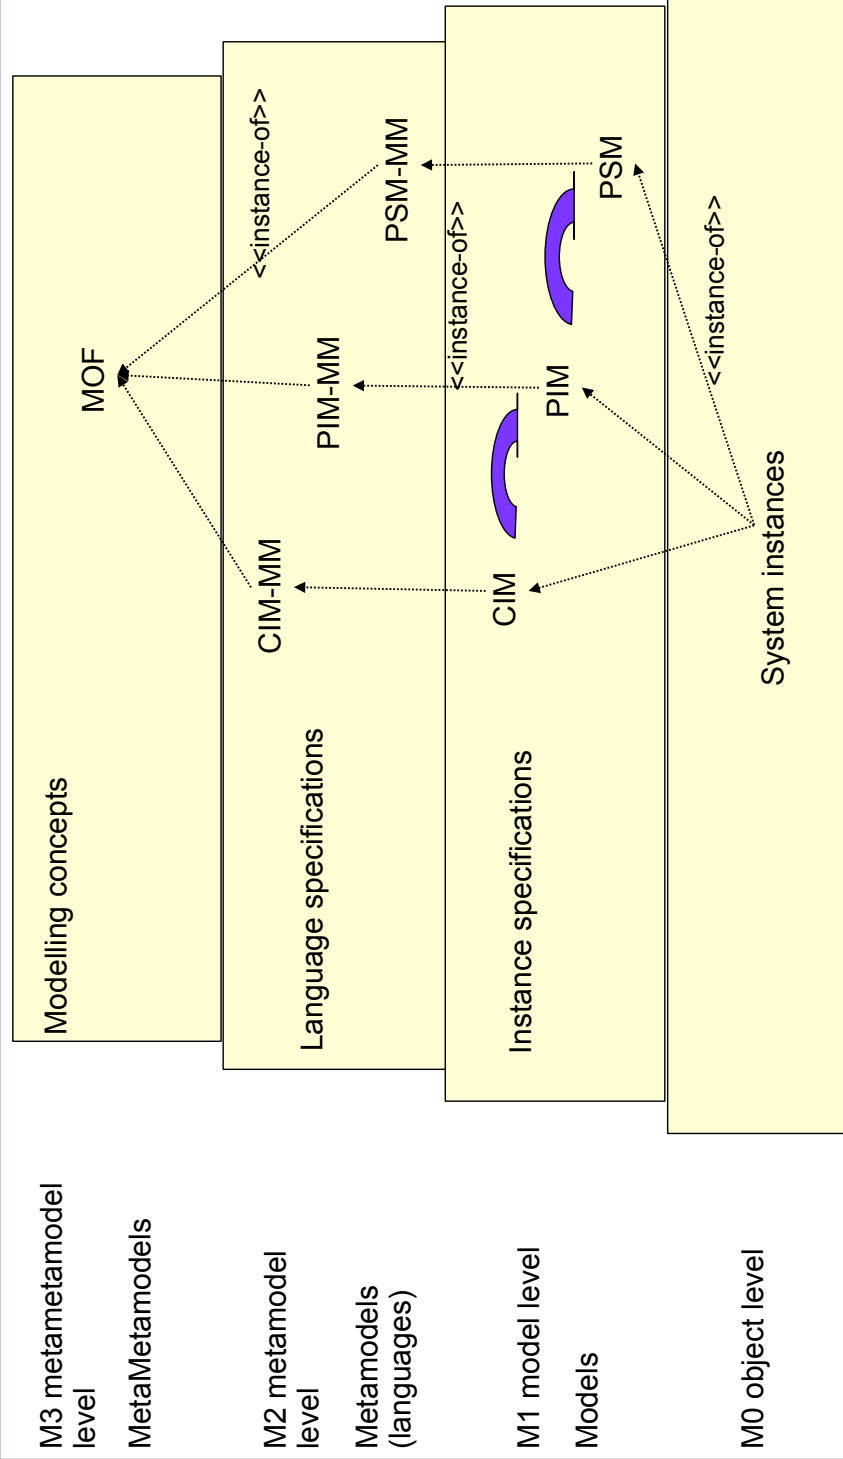 M3 metametamodel
level
MetaMetamodels
Modelling concepts
MOF
<<instance-of>>
M2 metamodel
level
Metamodels
(languages)
Language specifications
CIM-MM
PIM-MM
PSM-MM
<<instance-of>>
M1 model level
Models
Instance specifications
CIM
PIM
PSM
<<instance-of>>
M0 object level
System instances